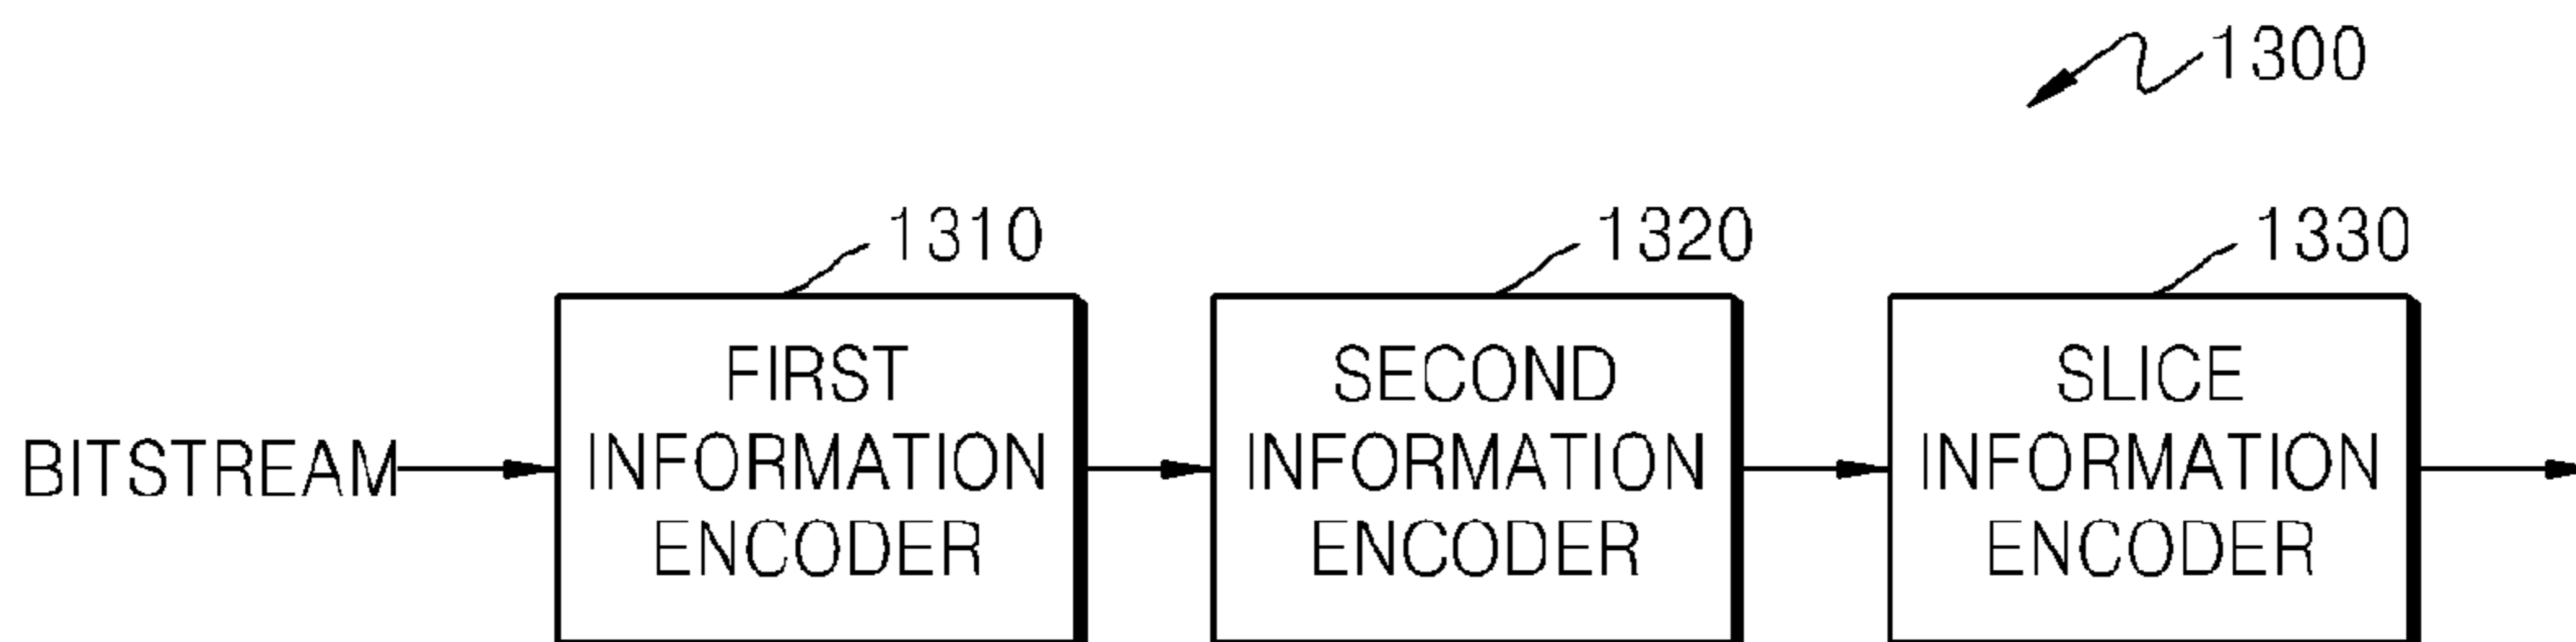 1300
1310
1320
1330
BITSTREAM
FIRST
INFORMATION
ENCODER
SECOND
INFORMATION
ENCODER
SLICE
INFORMATION
ENCODER